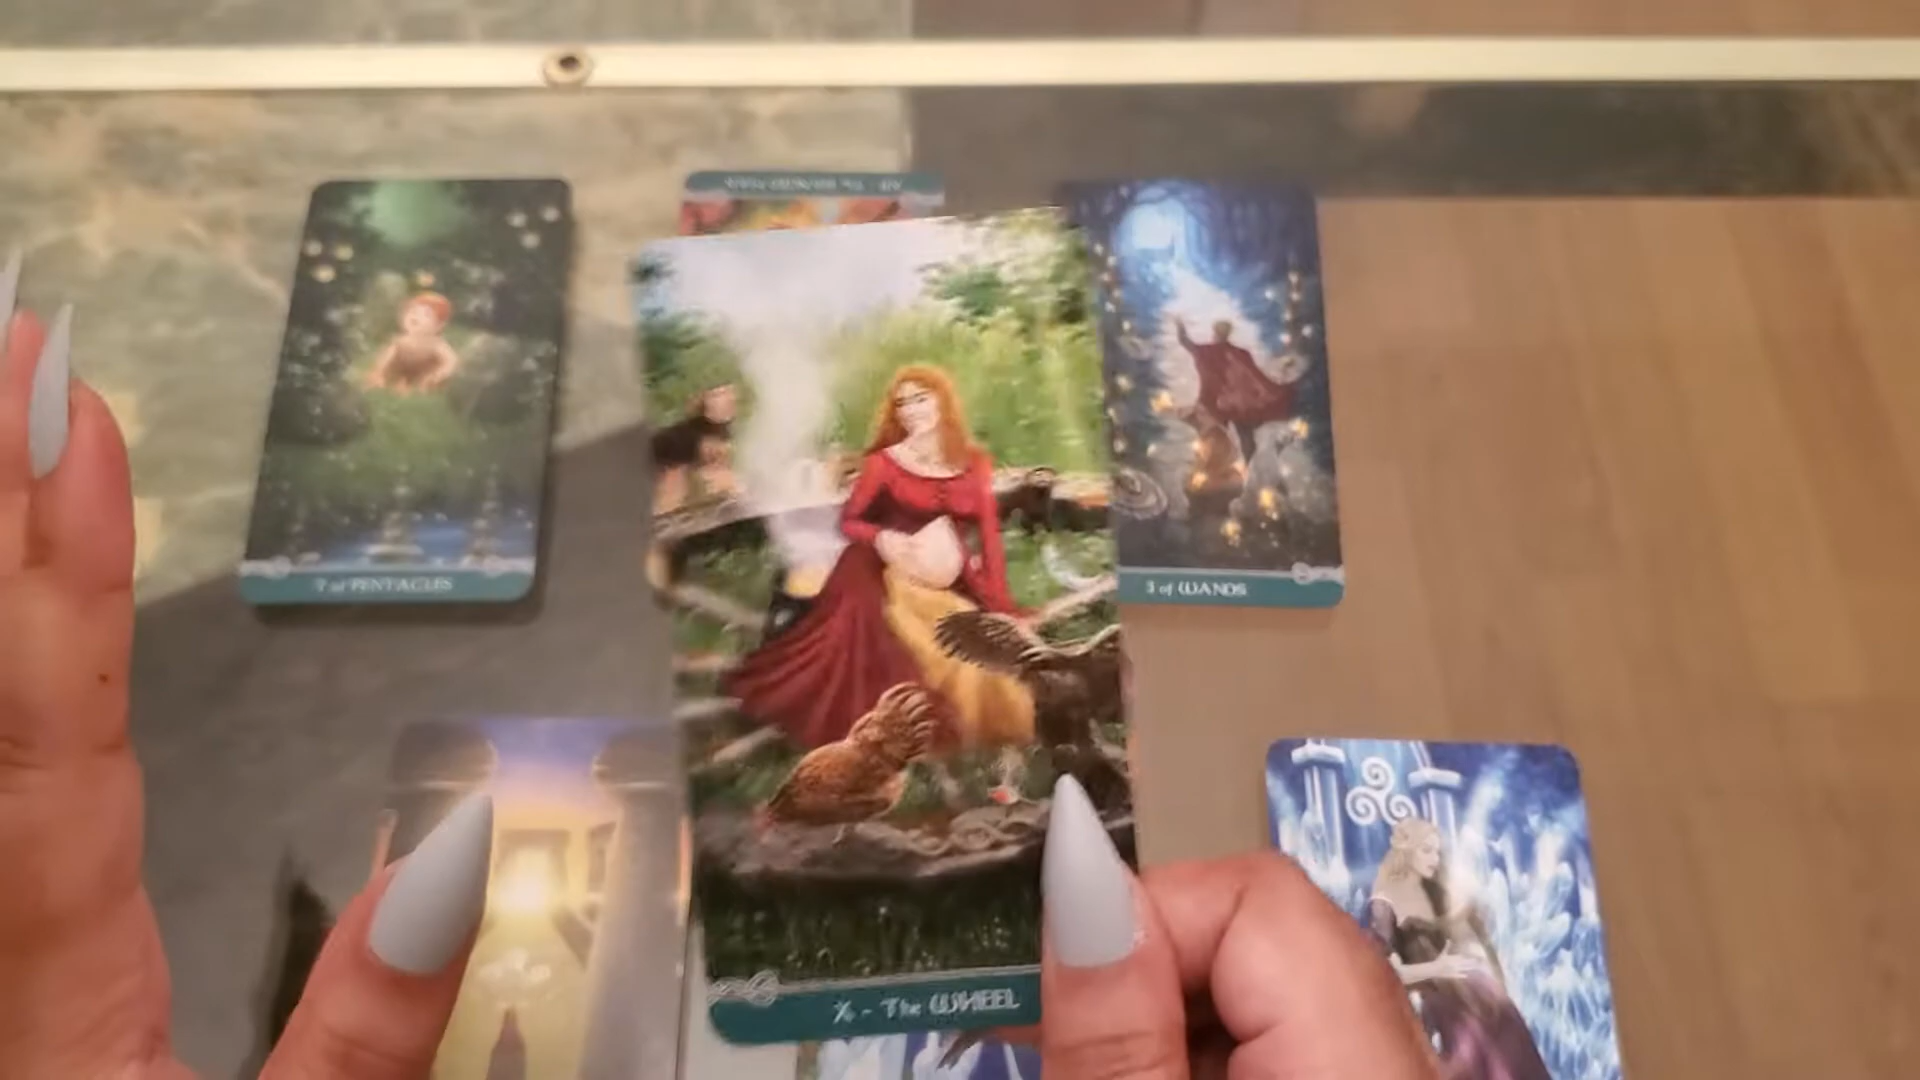 7 of PENTACLES
3 of WANDS
X - The WHEEL